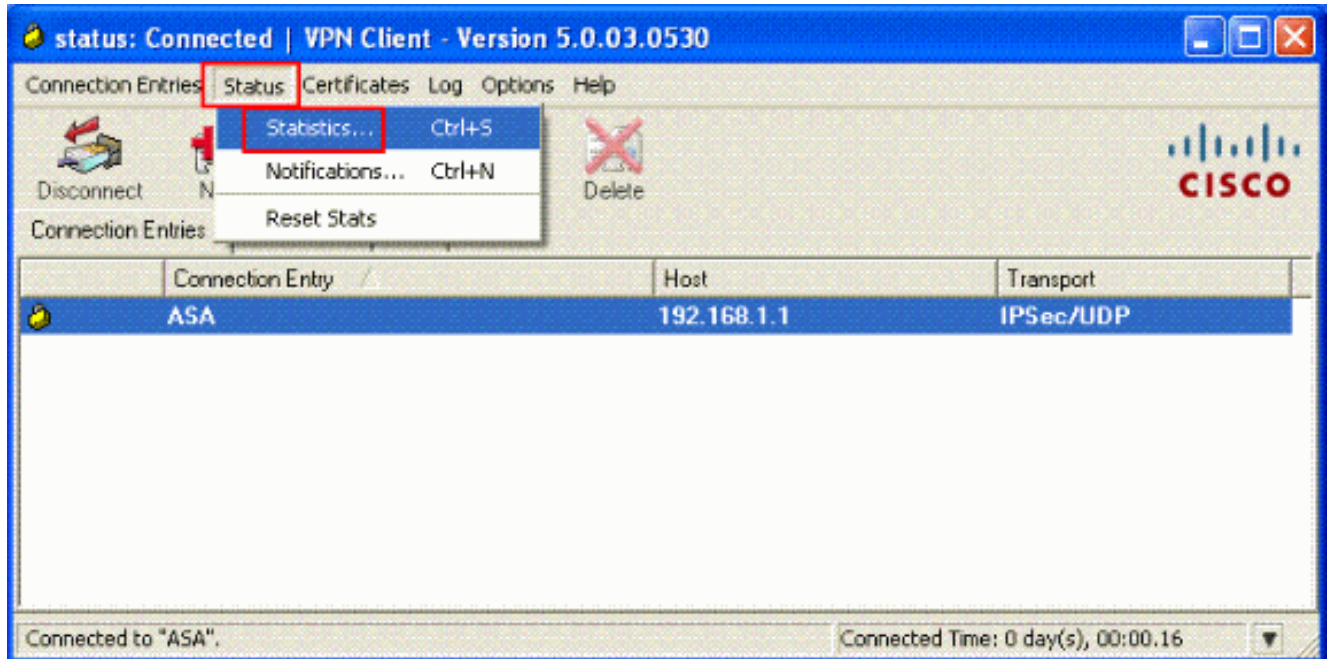 status: Connected | VPN Client - Version 5.0.03.0530
Connection Entries Status Certificates Log Options Help
Statistics... Ctrl+S
Notifications... Ctrl+N
Reset Stats
Disconnect
Delete
CISCO
Connection Entries
Connection Entry Host Transport
ASA 192.168.1.1 IPSec/UDP
Connected to "ASA". Connected Time: 0 day(s), 00:00.16